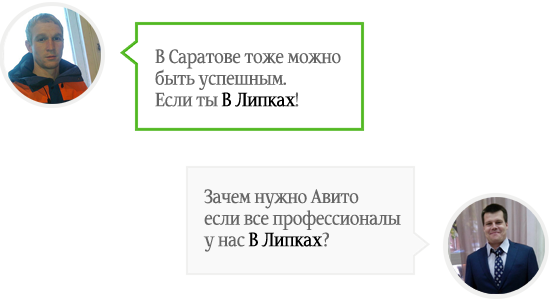 В Саратове тоже можно
быть успешным.
Если ты В Липках!
Зачем нужно Авито
если все профессионалы
у нас В Липках?